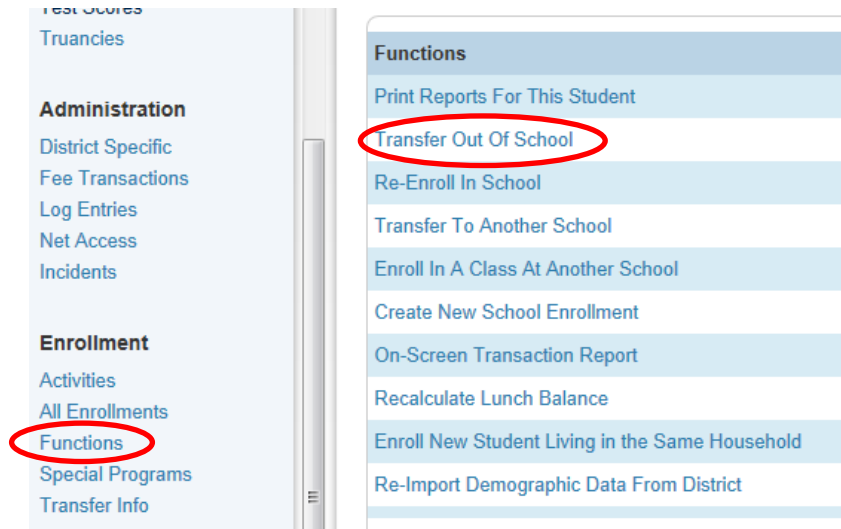 Test Scores
Truancies
Administration
District Specific
Fee Transactions
Log Entries
Net Access
Incidents
Enrollment
Activities
All Enrollments
Functions
Special Programs
Transfer Info
Functions
Print Reports For This Student
Transfer Out Of School
Re-Enroll In School
Transfer To Another School
Enroll In A Class At Another School
Create New School Enrollment
On-Screen Transaction Report
Recalculate Lunch Balance
Enroll New Student Living in the Same Household
Re-Import Demographic Data From District